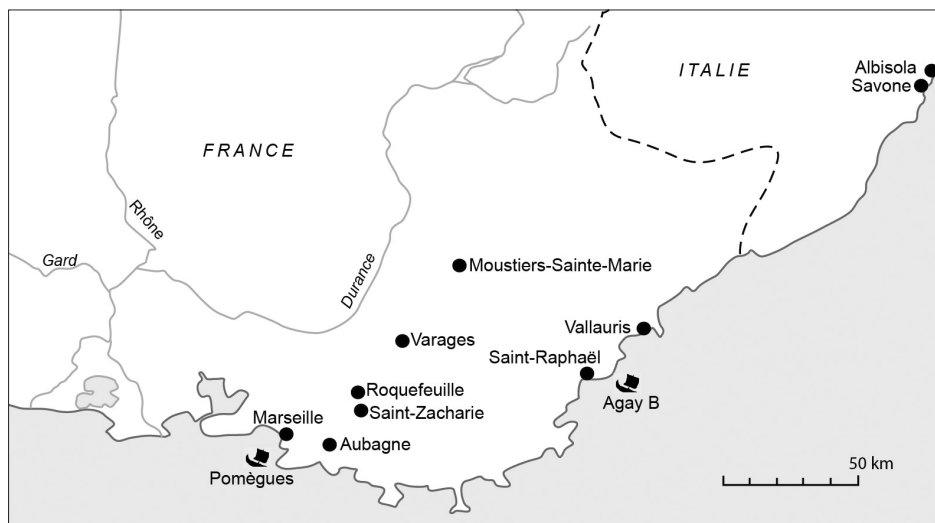 ITALIE
Albisola
Savone
FRANCE
Rhône
Gard
Durance
Moustiers-Sainte-Marie
Vallauris
Varages
Saint-Raphaël
Roquefeuille
Agay B
Saint-Zacharie
Marseille
Aubagne
Pomègues
50 km